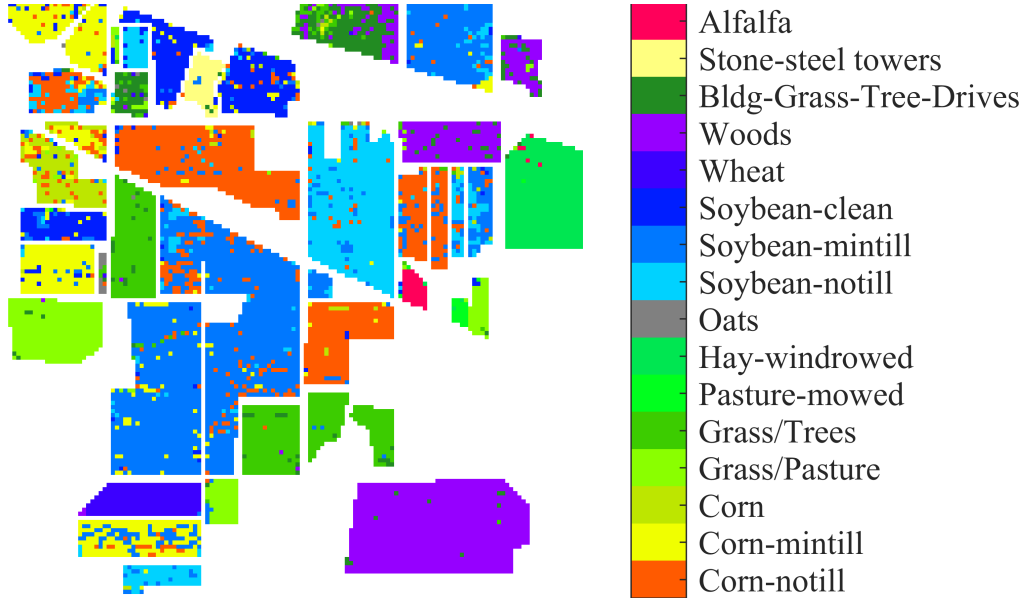 Alfalfa
Stone-steel towers
Bldg-Grass-Tree-Drives
Woods
Wheat
Soybean-clean
Soybean-mintill
Soybean-notill
Oats
Hay-windrowed
Pasture-mowed
Grass/Trees
Grass/Pasture
Corn
Corn-mintill
Corn-notill